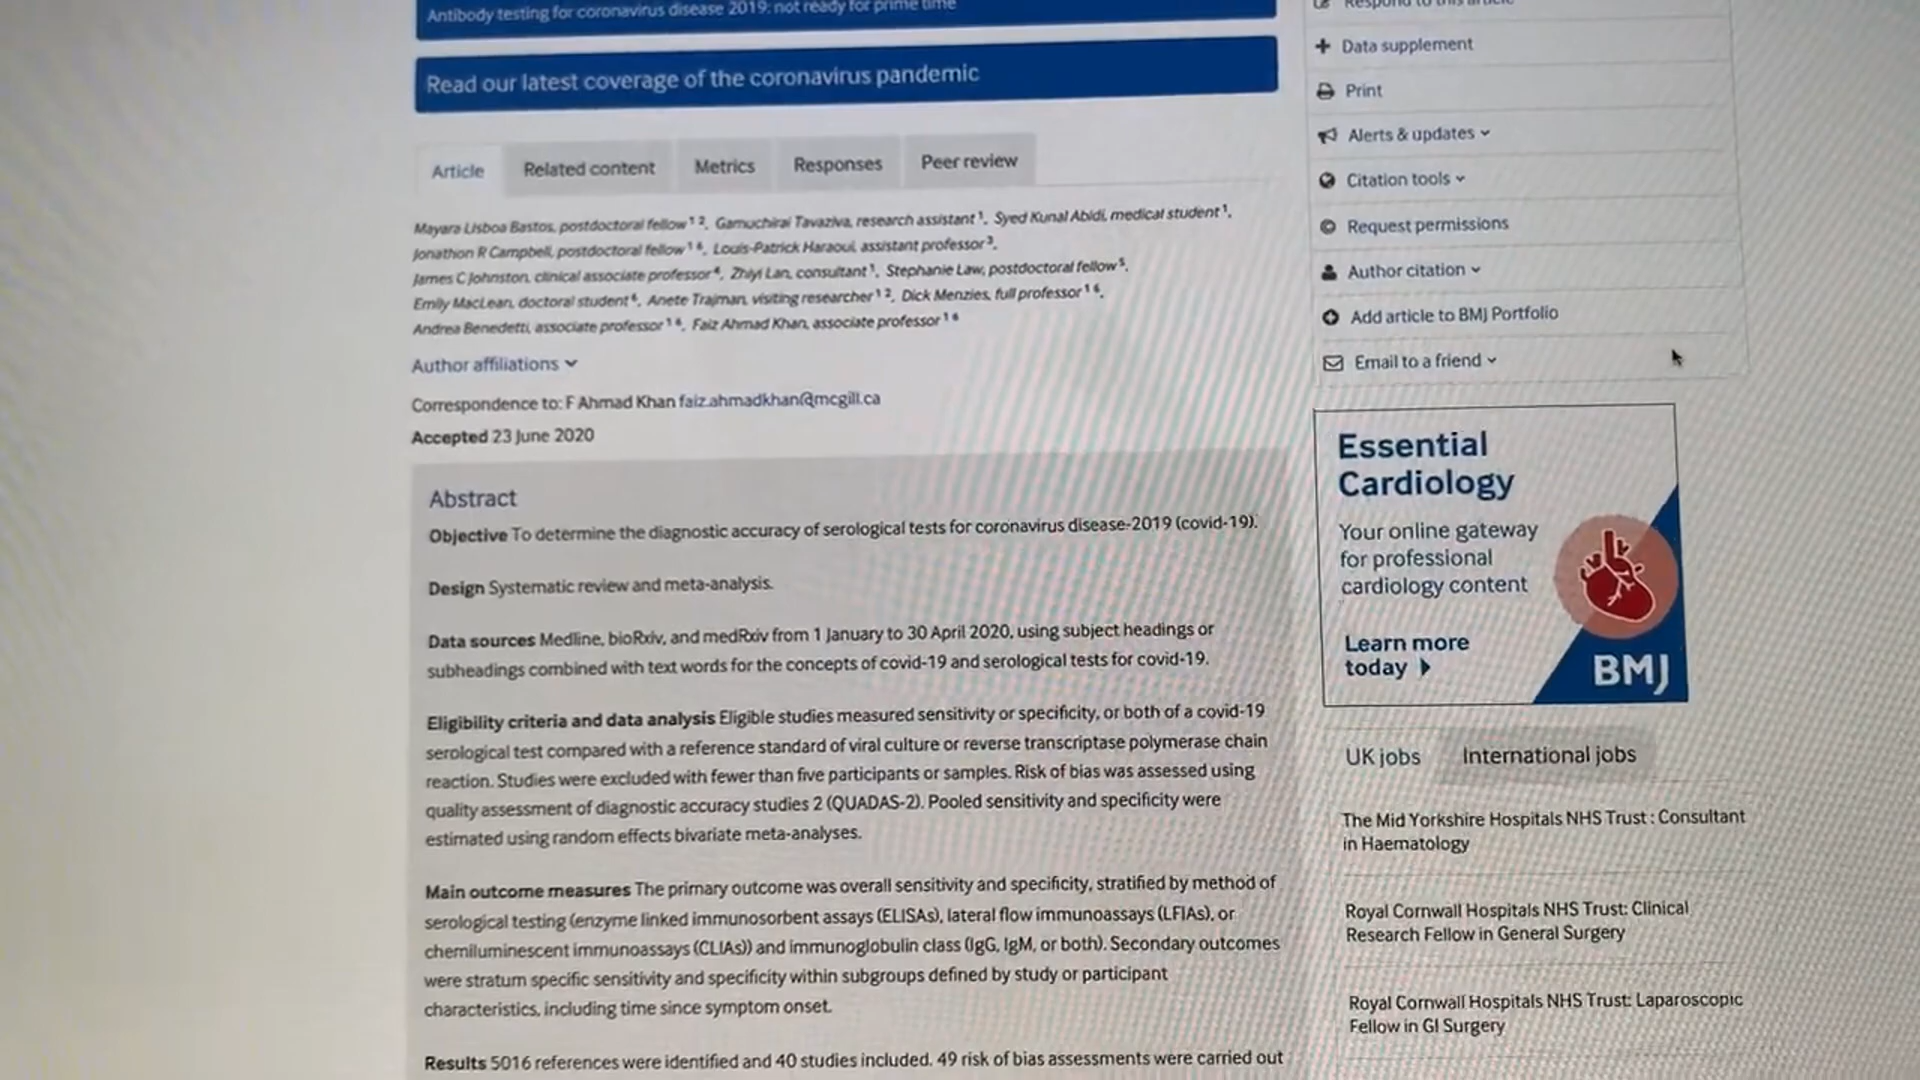 Antibody testing for coronavirus disease 2019: not ready for prime time
Read our latest coverage of the coronavirus pandemic
Article
Related content
Metrics
Responses
Peer review
Mayara Lisboa Bastos, postdoctoral fellow 1 2, Gamuchirai Tavaziva, research assistant 1, Syed Kunal Abidi, medical student 1,
Jonathon R Campbell, postdoctoral fellow 1 6, Louis-Patrick Haraoui, assistant professor 3,
James C Johnston, clinical associate professor 4, Zhiyi Lan, consultant 1, Stephanie Law, postdoctoral fellow 5,
Emily MacLean, doctoral student 6, Anete Trajman, visiting researcher 1 2, Dick Menzies, full professor 1 6,
Andrea Benedetti, associate professor 1 6, Faiz Ahmad Khan, associate professor 1 6
Author affiliations
Correspondence to: F Ahmad Khan faiz.ahmadkhan@mcgill.ca
Accepted 23 June 2020
Abstract
Objective To determine the diagnostic accuracy of serological tests for coronavirus disease-2019 (covid-19).
Design Systematic review and meta-analysis.
Data sources Medline, bioRxiv, and medRxiv from 1 January to 30 April 2020, using subject headings or
subheadings combined with text words for the concepts of covid-19 and serological tests for covid-19.
Eligibility criteria and data analysis Eligible studies measured sensitivity or specificity, or both of a covid-19
serological test compared with a reference standard of viral culture or reverse transcriptase polymerase chain
reaction. Studies were excluded with fewer than five participants or samples. Risk of bias was assessed using
quality assessment of diagnostic accuracy studies 2 (QUADAS-2). Pooled sensitivity and specificity were
estimated using random effects bivariate meta-analyses.
Main outcome measures The primary outcome was overall sensitivity and specificity, stratified by method of
serological testing (enzyme linked immunosorbent assays (ELISAs), lateral flow immunoassays (LFIAs), or
chemiluminescent immunoassays (CLIAs)) and immunoglobulin class (IgG, IgM, or both). Secondary outcomes
were stratum specific sensitivity and specificity within subgroups defined by study or participant
characteristics, including time since symptom onset.
Results 5016 references were identified and 40 studies included. 49 risk of bias assessments were carried out
Respond to this article
Data supplement
Print
Alerts & updates
Citation tools
Request permissions
Author citation
Add article to BMJ Portfolio
Email to a friend
Essential
Cardiology
Your online gateway
for professional
cardiology content
Learn more
today
BMJ
UK jobs
International jobs
The Mid Yorkshire Hospitals NHS Trust : Consultant
in Haematology
Royal Cornwall Hospitals NHS Trust: Clinical
Research Fellow in General Surgery
Royal Cornwall Hospitals NHS Trust: Laparoscopic
Fellow in GI Surgery